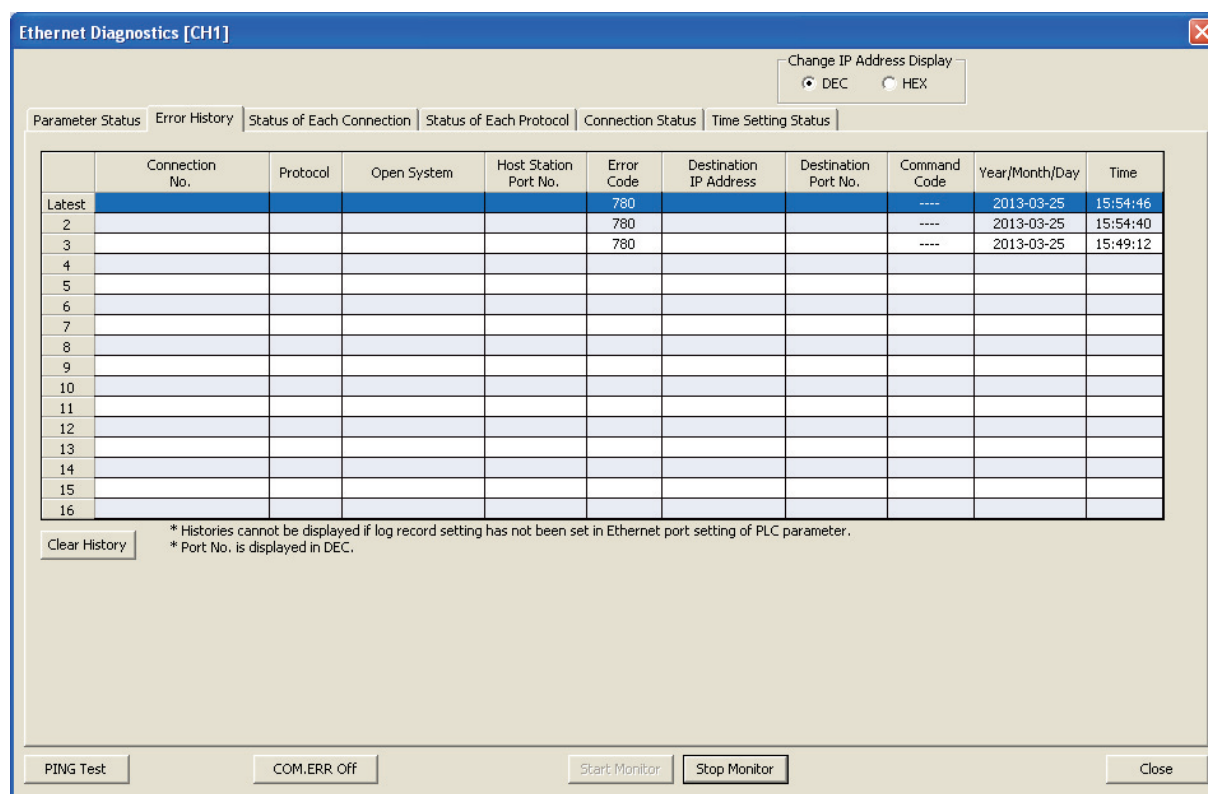 Ethernet Diagnostics [CH1]
Change IP Address Display
DEC HEX
Parameter Status Error History Status of Each Connection Status of Each Protocol Connection Status Time Setting Status
Connection No. Protocol Open System Host Station Port No. Error Code Destination IP Address Destination Port No. Command Code Year/Month/Day Time
Latest 780 ---- 2013-03-25 15:54:46
2 780 ---- 2013-03-25 15:54:40
3 780 ---- 2013-03-25 15:49:12
4
5
6
7
8
9
10
11
12
13
14
15
16
* Histories cannot be displayed if log record setting has not been set in Ethernet port setting of PLC parameter.
Clear History * Port No. is displayed in DEC.
PING Test COM.ERR Off Start Monitor Stop Monitor Close